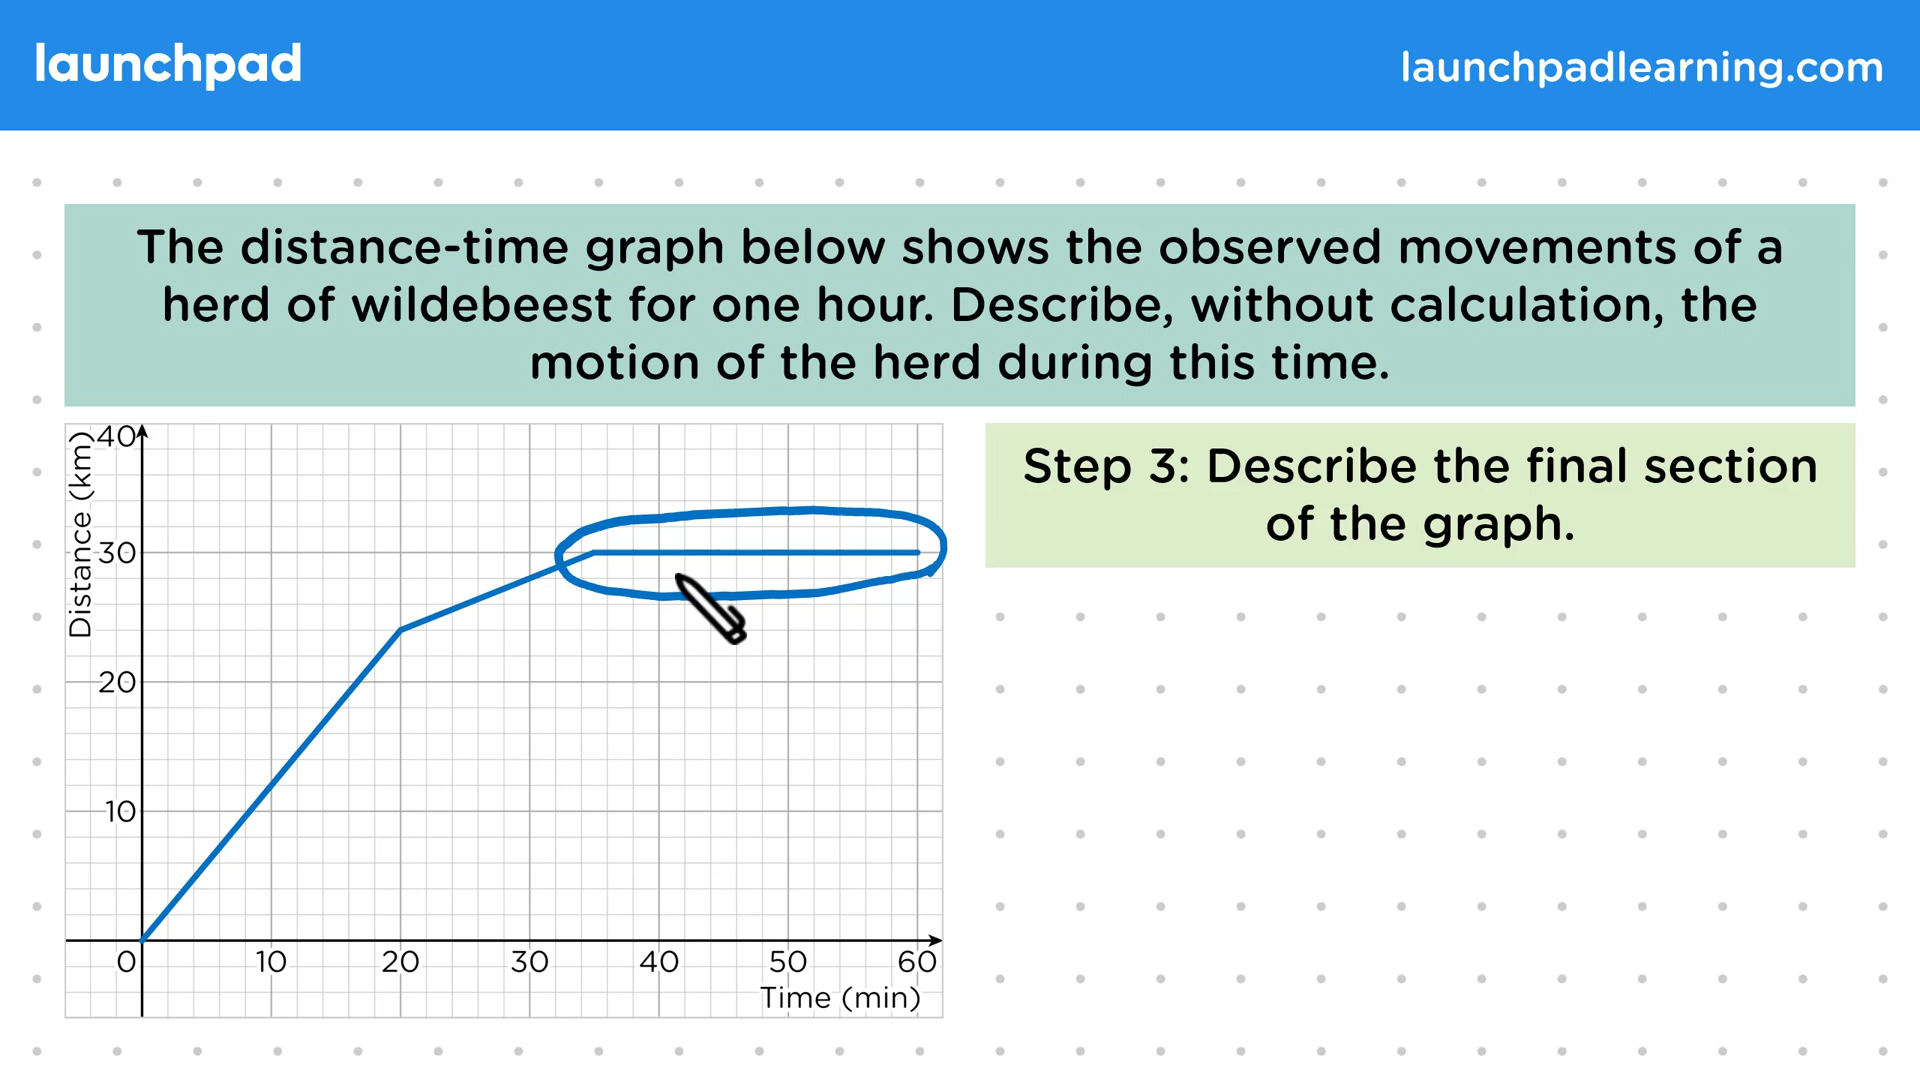 launchpad
launchpadlearning.com
The distance-time graph below shows the observed movements of a
herd of wildebeest for one hour. Describe, without calculation, the
motion of the herd during this time.
Step 3: Describe the final section
of the graph.
Distance (km)
40
30
20
10
0 10 20 30 40 50 60
Time (min)